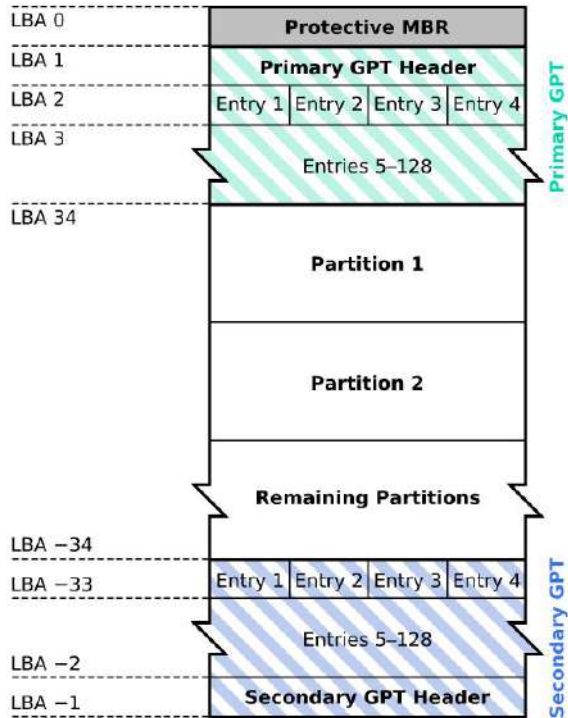 LBA 0
Protective MBR
LBA 1
Primary GPT Header
LBA 2
Entry 1 Entry 2 Entry 3 Entry 4
LBA 3
Entries 5–128
Primary GPT
LBA 34
Partition 1
Partition 2
Remaining Partitions
LBA −34
LBA −33
Entry 1 Entry 2 Entry 3 Entry 4
Entries 5–128
LBA −2
Secondary GPT Header
LBA −1
Secondary GPT